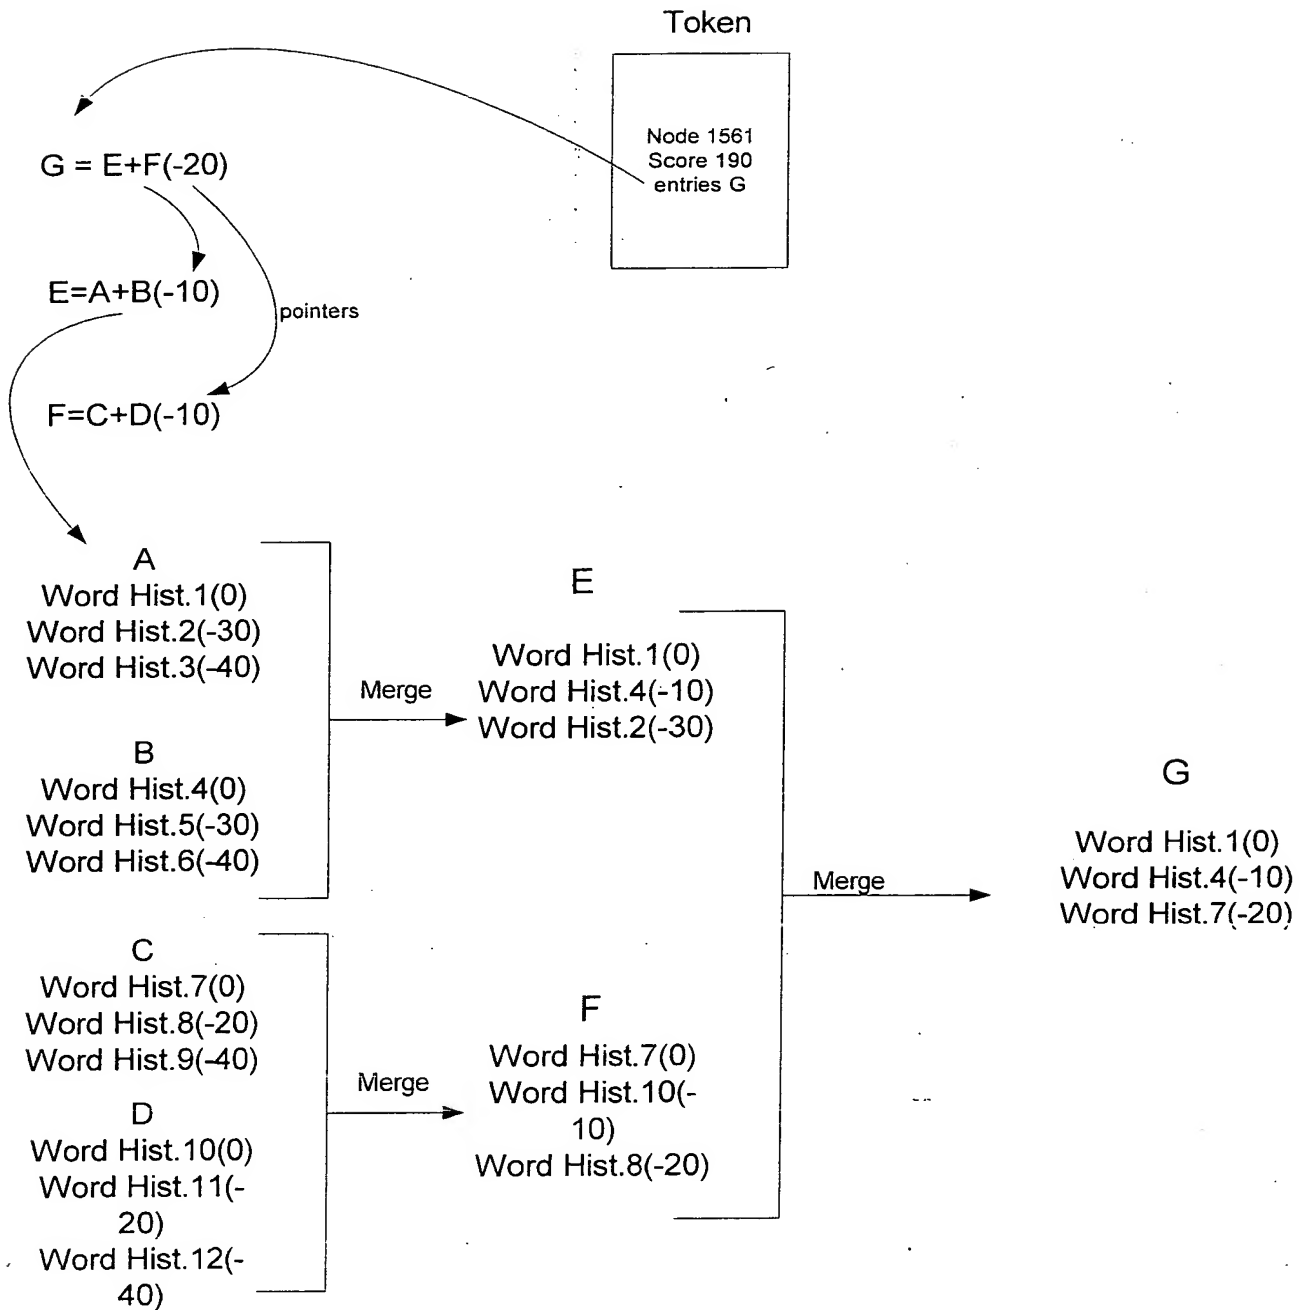 Token
Node 1561
Score 190
entries G
G = E+F(-20)
E=A+B(-10)
pointers
F=C+D(-10)
A
Word Hist.1(0)
Word Hist.2(-30)
Word Hist.3(-40)
Merge
B
Word Hist.4(0)
Word Hist.5(-30)
Word Hist.6(-40)
E
Word Hist.1(0)
Word Hist.4(-10)
Word Hist.2(-30)
C
Word Hist.7(0)
Word Hist.8(-20)
Word Hist.9(-40)
Merge
D
Word Hist.10(0)
Word Hist.11(-
20)
Word Hist.12(-
40)
F
Word Hist.7(0)
Word Hist.10(-
10)
Word Hist.8(-20)
Merge
G
Word Hist.1(0)
Word Hist.4(-10)
Word Hist.7(-20)